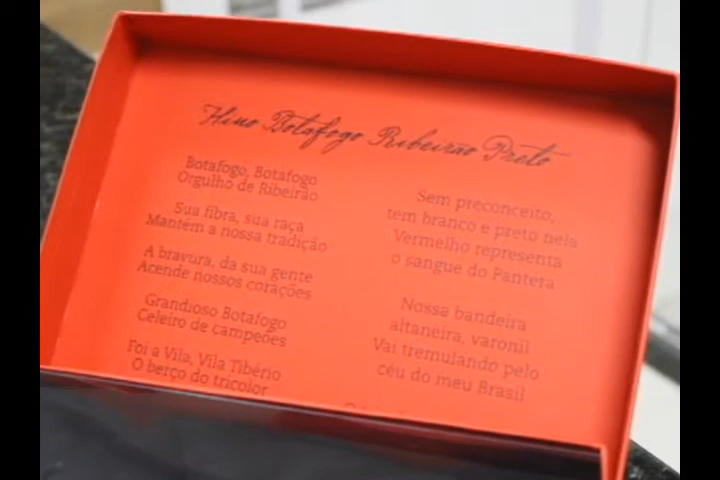 Hino Botafogo Ribeirão Preto
Botafogo, Botafogo
Orgulho de Ribeirão
Sua fibra, sua raça
Mantém a nossa tradição
A bravura, da sua gente
Acende nossos corações
Grandioso Botafogo
Celeiro de campeões
Foi a Vila, Vila Tibério
O berço do tricolor
Sem preconceito,
tem branco e preto nela
Vermelho representa
o sangue do Pantera
Nossa bandeira
altaneira, varonil
Vai tremulando pelo
céu do meu Brasil